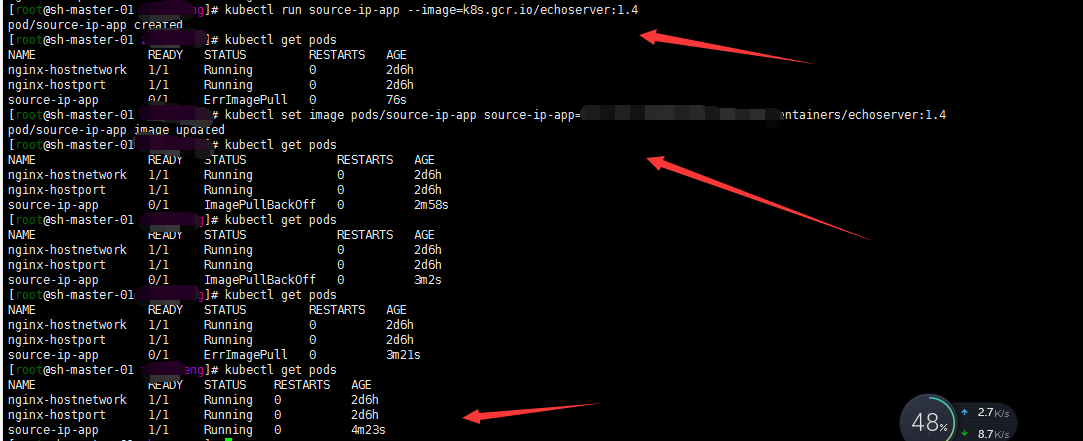 [root@sh-master-01 ng]# kubectl run source-ip-app --image=k8s.gcr.io/echoserver:1.4
pod/source-ip-app created
[root@sh-master-01 ]# kubectl get pods
NAME READY STATUS RESTARTS AGE
nginx-hostnetwork 1/1 Running 0 2d6h
nginx-hostport 1/1 Running 0 2d6h
source-ip-app 0/1 ErrImagePull 0 76s
[root@sh-master-01 ]# kubectl set image pods/source-ip-app source-ip-app= ontainers/echoserver:1.4
pod/source-ip-app image updated
[root@sh-master-01 ]# kubectl get pods
NAME READY STATUS RESTARTS AGE
nginx-hostnetwork 1/1 Running 0 2d6h
nginx-hostport 1/1 Running 0 2d6h
source-ip-app 0/1 ImagePullBackOff 0 2m58s
[root@sh-master-01 g]# kubectl get pods
NAME READY STATUS RESTARTS AGE
nginx-hostnetwork 1/1 Running 0 2d6h
nginx-hostport 1/1 Running 0 2d6h
source-ip-app 0/1 ImagePullBackOff 0 3m2s
[root@sh-master-01 g]# kubectl get pods
NAME READY STATUS RESTARTS AGE
nginx-hostnetwork 1/1 Running 0 2d6h
nginx-hostport 1/1 Running 0 2d6h
source-ip-app 0/1 ErrImagePull 0 3m21s
[root@sh-master-01 eng]# kubectl get pods
NAME READY STATUS RESTARTS AGE
nginx-hostnetwork 1/1 Running 0 2d6h
nginx-hostport 1/1 Running 0 2d6h
source-ip-app 1/1 Running 0 4m23s
48%
2.7K/s
8.7K/s